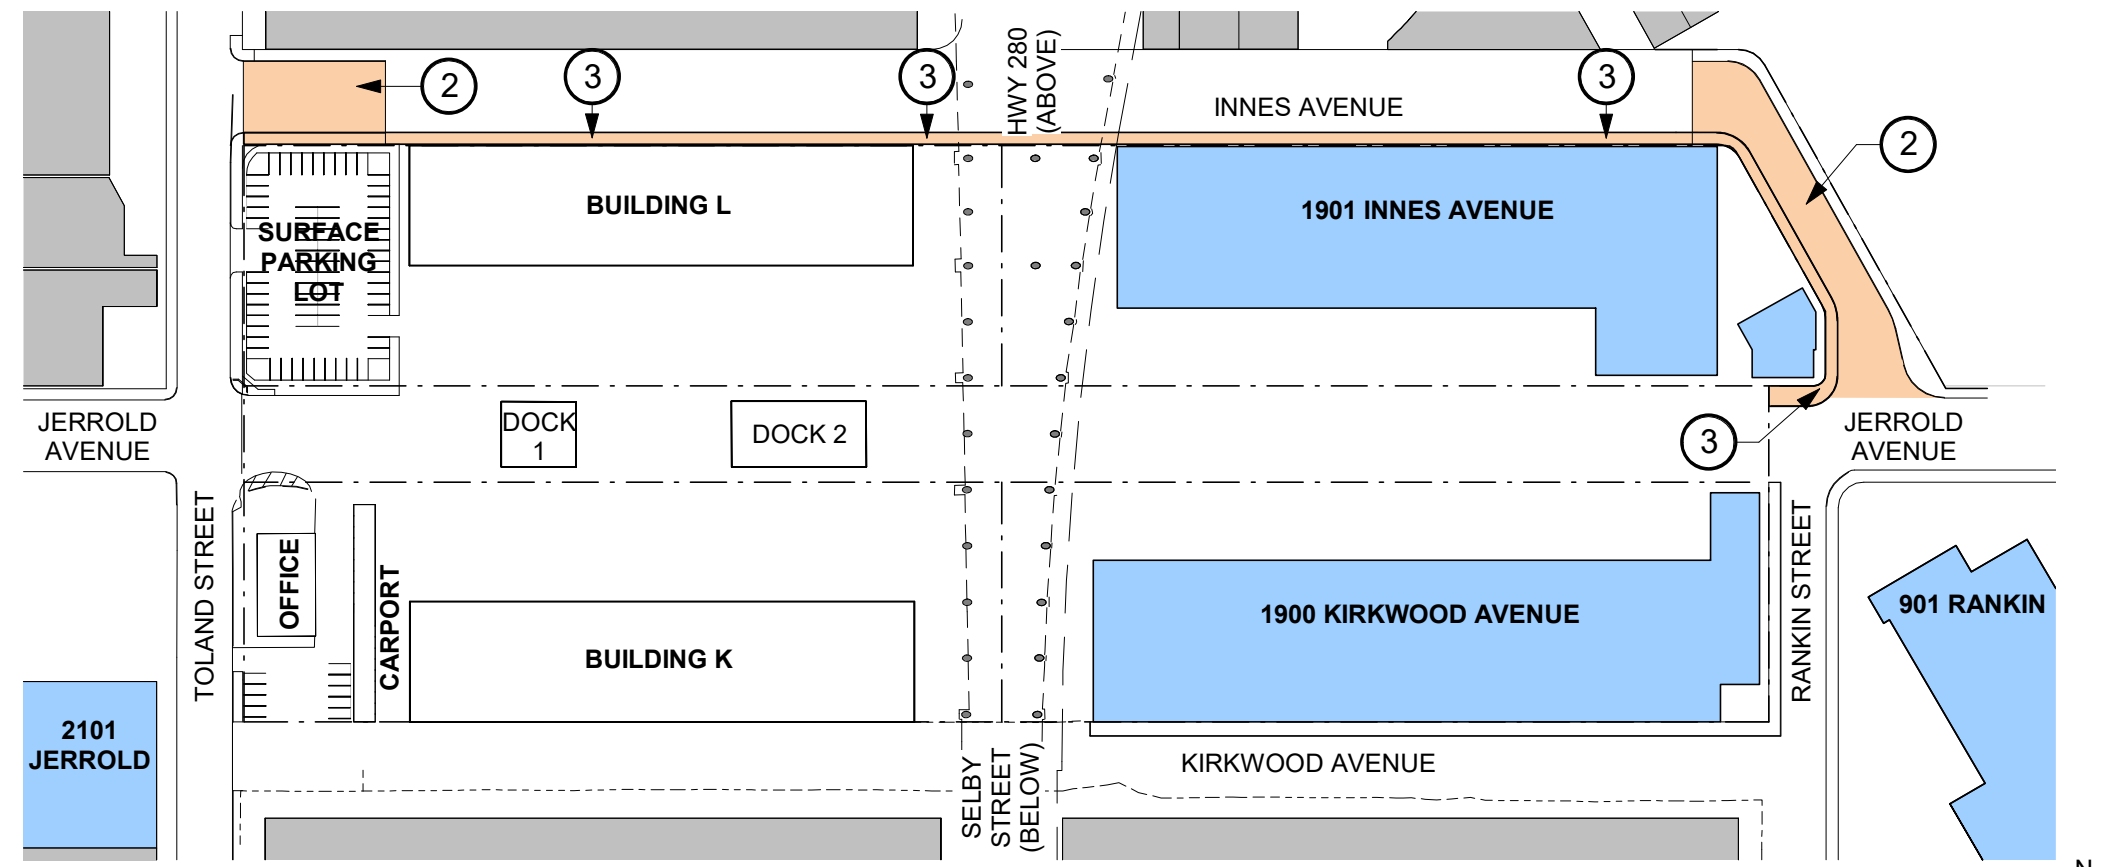 2
3
3
HWY 280
(ABOVE)
INNES AVENUE
3
2
BUILDING L
1901 INNES AVENUE
SURFACE
PARKING
LOT
JERROLD
AVENUE
DOCK
1
DOCK 2
3
JERROLD
AVENUE
TOLAND STREET
OFFICE
CARPORT
BUILDING K
1900 KIRKWOOD AVENUE
RANKIN STREET
901 RANKIN
2101
JERROLD
SELBY
STREET
(BELOW)
KIRKWOOD AVENUE
N